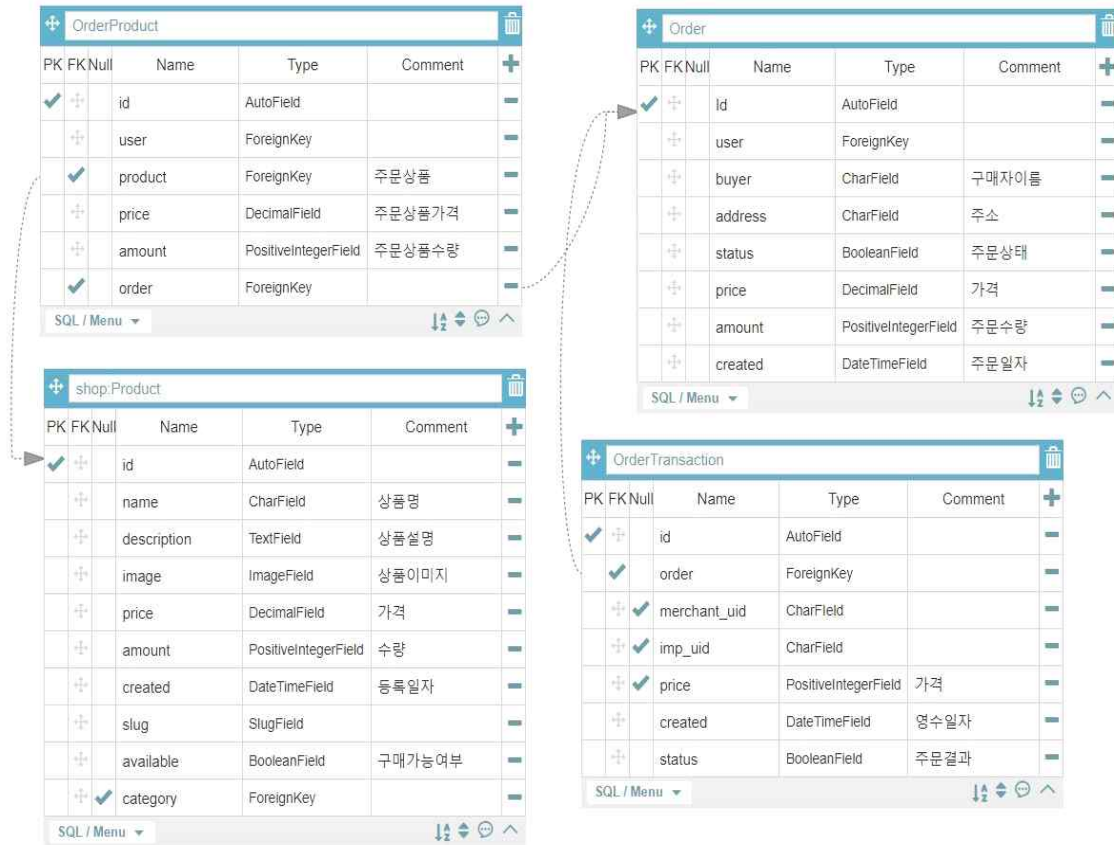 OrderProduct
PK FK Null Name Type Comment
id AutoField
user ForeignKey
product ForeignKey 주문상품
price DecimalField 주문상품가격
amount PositiveIntegerField 주문상품수량
order ForeignKey
SQL / Menu
Order
PK FK Null Name Type Comment
Id AutoField
user ForeignKey
buyer CharField 구매자이름
address CharField 주소
status BooleanField 주문상태
price DecimalField 가격
amount PositiveIntegerField 주문수량
created DateTimeField 주문일자
SQL / Menu
shop:Product
PK FK Null Name Type Comment
id AutoField
name CharField 상품명
description TextField 상품설명
image ImageField 상품이미지
price DecimalField 가격
amount PositiveIntegerField 수량
created DateTimeField 등록일자
slug SlugField
available BooleanField 구매가능여부
category ForeignKey
SQL / Menu
OrderTransaction
PK FK Null Name Type Comment
id AutoField
order ForeignKey
merchant_uid CharField
imp_uid CharField
price PositiveIntegerField 가격
created DateTimeField 영수일자
status BooleanField 주문결과
SQL / Menu